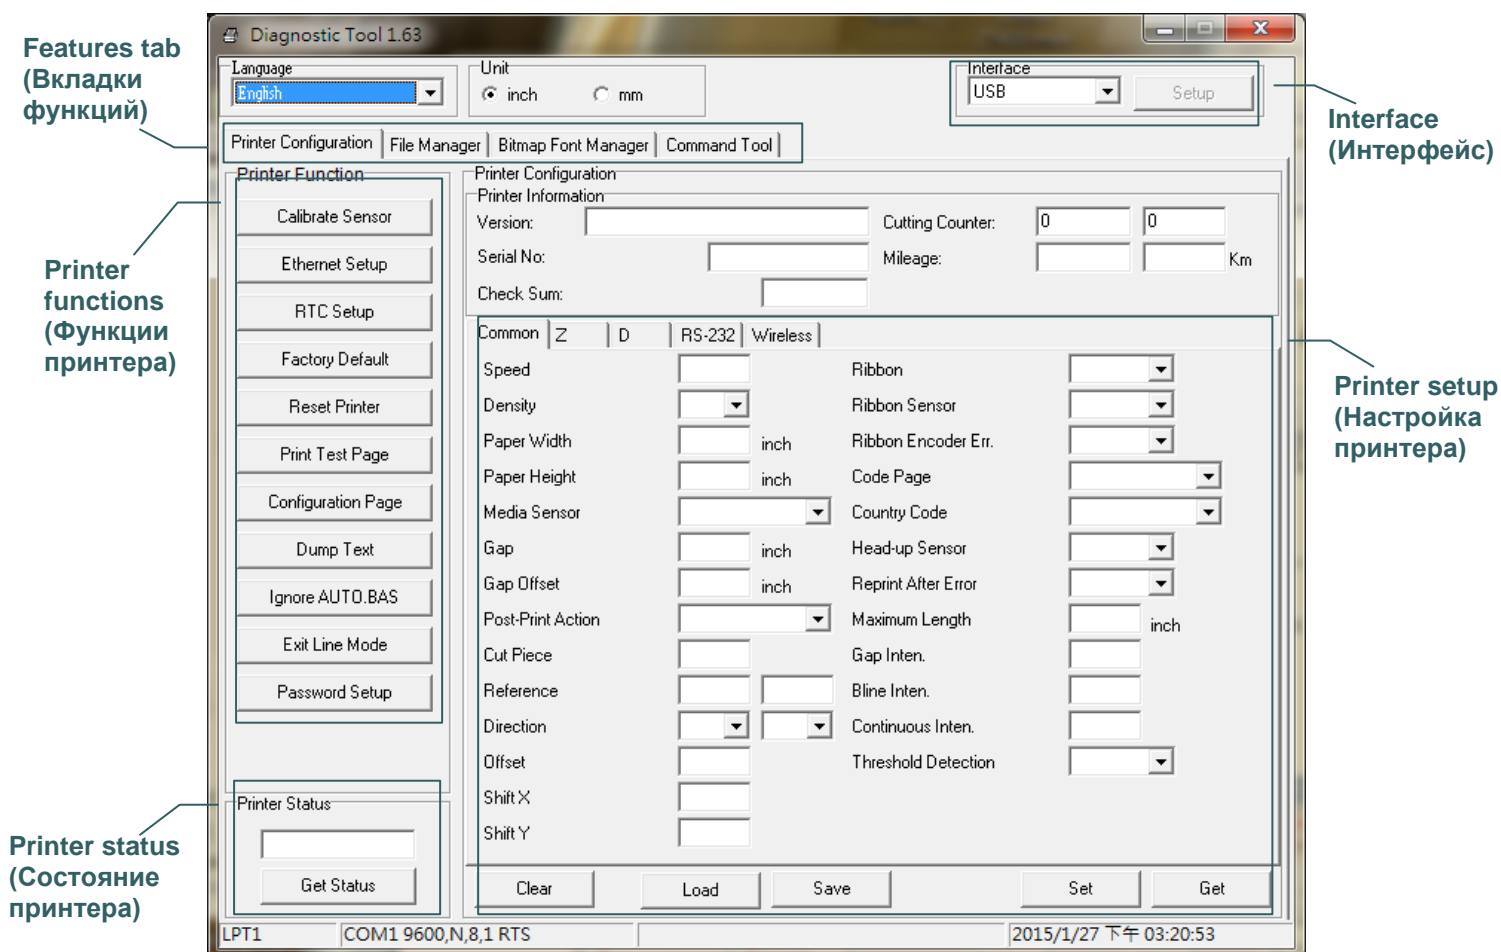 Features tab
(Вкладки
функций)
Diagnostic Tool 1.63
Language
English
Unit
inch
mm
Interface
USB
Setup
Interface
(Интерфейс)
Printer Configuration
File Manager
Bitmap Font Manager
Command Tool
Printer Function
Calibrate Sensor
Ethernet Setup
RTC Setup
Factory Default
Reset Printer
Print Test Page
Configuration Page
Dump Text
Ignore AUTO.BAS
Exit Line Mode
Password Setup
Printer
functions
(Функции
принтера)
Printer Configuration
Printer Information
Version:
Cutting Counter:
0
0
Serial No:
Mileage:
Km
Check Sum:
Common
Z
D
RS-232
Wireless
Speed
Ribbon
Density
Ribbon Sensor
Paper Width
inch
Ribbon Encoder Err.
Paper Height
inch
Code Page
Media Sensor
Country Code
Gap
inch
Head-up Sensor
Gap Offset
inch
Reprint After Error
Post-Print Action
Maximum Length
inch
Cut Piece
Gap Inten.
Reference
Bline Inten.
Direction
Continuous Inten.
Offset
Threshold Detection
Shift X
Shift Y
Printer setup
(Настройка
принтера)
Printer Status
Get Status
Printer status
(Состояние
принтера)
Clear
Load
Save
Set
Get
LPT1
COM1 9600,N,8,1 RTS
2015/1/27 下午 03:20:53